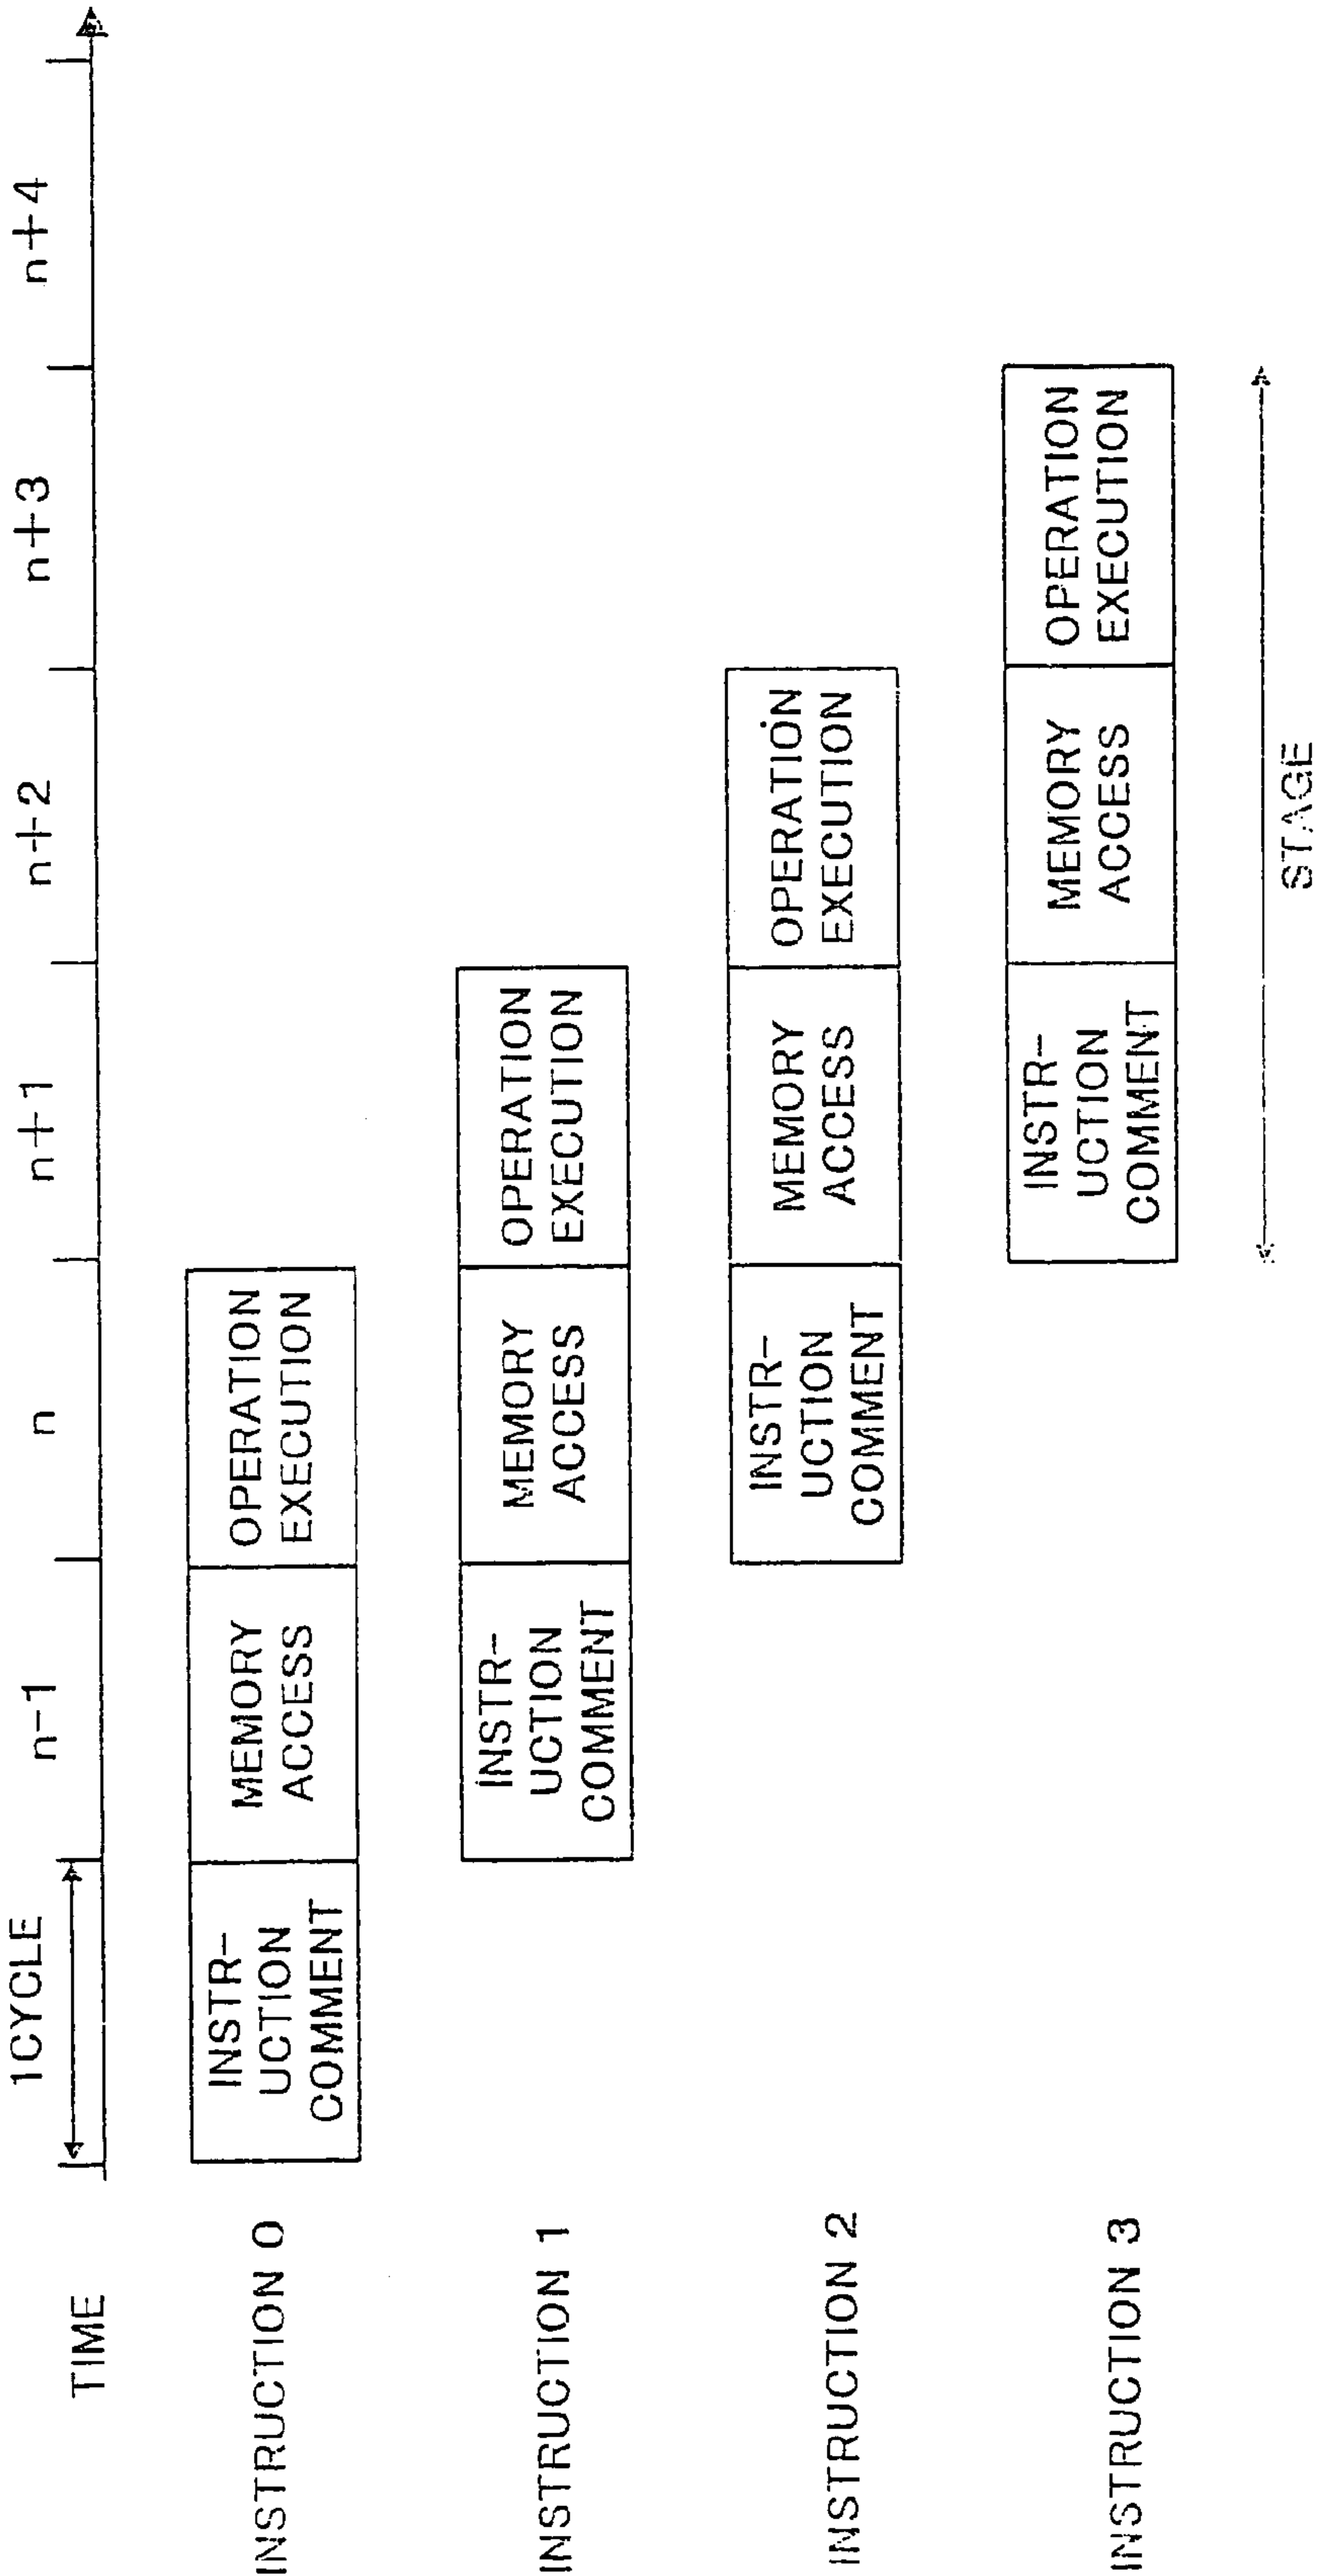 1CYCLE
n-1
n
n+1
n+2
n+3
n+4
TIME
INSTRUCTION 0
INSTR-
UCTION
COMMENT
MEMORY
ACCESS
OPERATION
EXECUTION
INSTRUCTION 1
INSTR-
UCTION
COMMENT
MEMORY
ACCESS
OPERATION
EXECUTION
INSTRUCTION 2
INSTR-
UCTION
COMMENT
MEMORY
ACCESS
OPERATION
EXECUTION
INSTRUCTION 3
INSTR-
UCTION
COMMENT
MEMORY
ACCESS
OPERATION
EXECUTION
STAGE